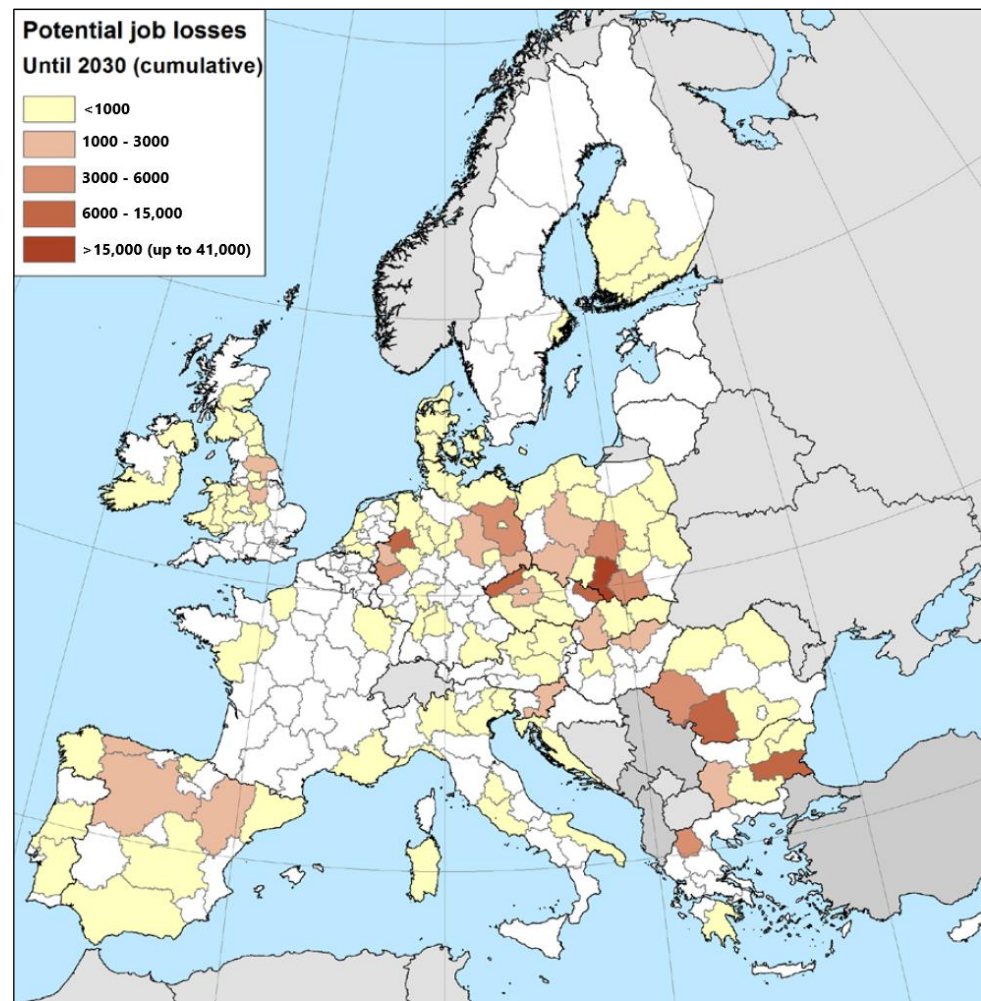 Potential job losses
Until 2030 (cumulative)
<1000
1000 - 3000
3000 - 6000
6000 - 15,000
>15,000 (up to 41,000)